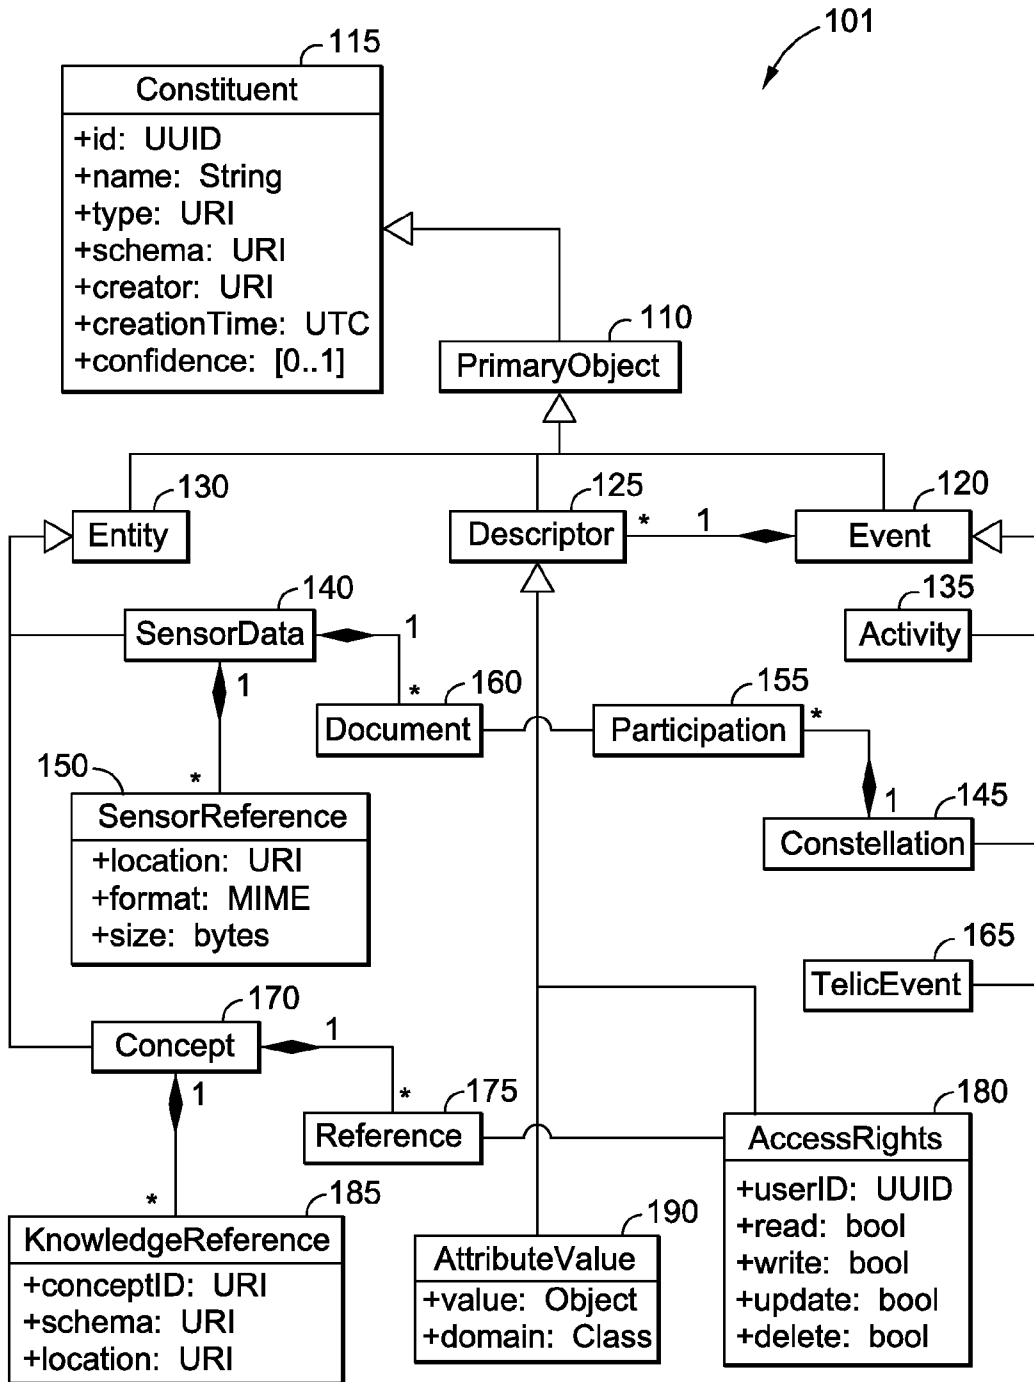 101
115
Constituent
+id: UUID
+name: String
+type: URI
+schema: URI
+creator: URI
+creationTime: UTC
+confidence: [0..1]
110
PrimaryObject
130
Entity
125
Descriptor
* 1
120
Event
135
Activity
140
SensorData
1
1
*
160
Document
155
Participation
*
1
145
Constellation
150
*
SensorReference
+location: URI
+format: MIME
+size: bytes
165
TelicEvent
170
Concept
1
1
*
175
Reference
180
AccessRights
+userID: UUID
+read: bool
+write: bool
+update: bool
+delete: bool
*
185
KnowledgeReference
+conceptID: URI
+schema: URI
+location: URI
190
AttributeValue
+value: Object
+domain: Class